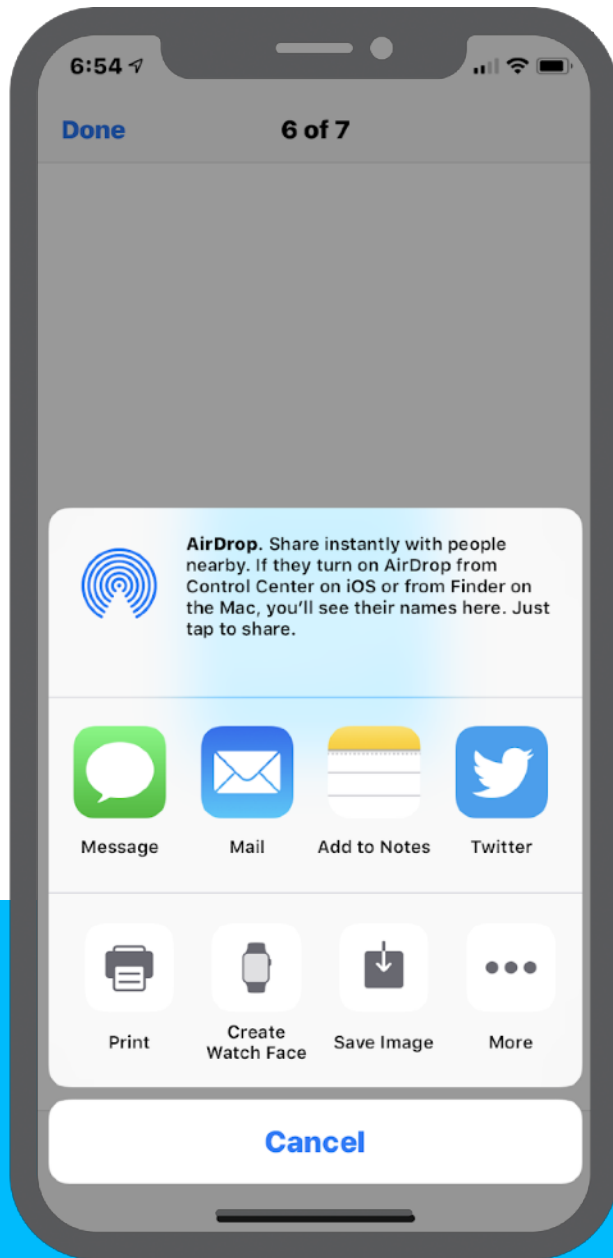 6:54
Done
6 of 7
AirDrop. Share instantly with people
nearby. If they turn on AirDrop from
Control Center on iOS or from Finder on
the Mac, you'll see their names here. Just
tap to share.
Message
Mail
Add to Notes
Twitter
Print
Create
Watch Face
Save Image
More
Cancel